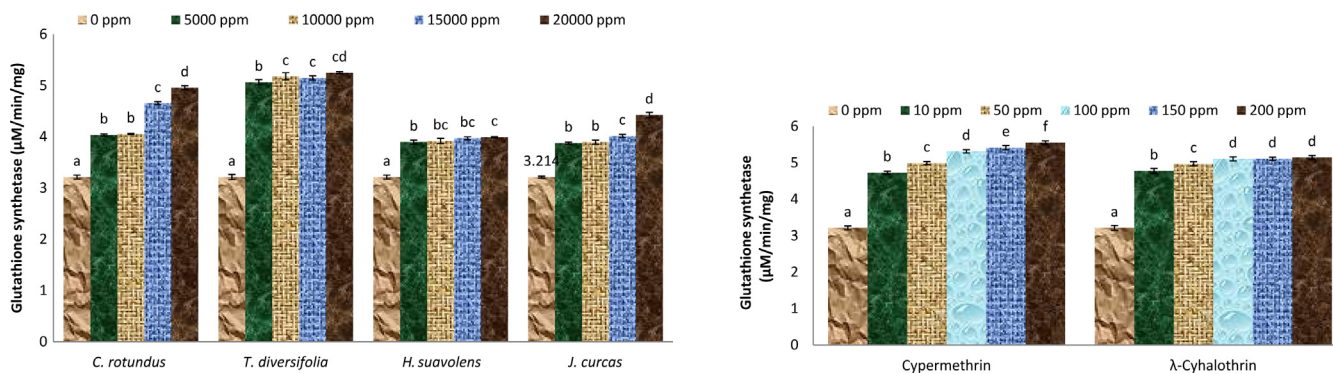 0 ppm 5000 ppm 10000 ppm 15000 ppm 20000 ppm
Glutathione synthetase (µM/min/mg)
6
5
4
3
2
1
0
a b b c d
a b c c cd
a b bc bc c
3.214 b b c d
C. rotundus T. diversifolia H. suavolens J. curcas
0 ppm 10 ppm 50 ppm 100 ppm 150 ppm 200 ppm
Glutathione synthetase
(µM/min/mg)
6
5
4
3
2
1
0
a b c d e f
a b c d d d
Cypermethrin λ-Cyhalothrin